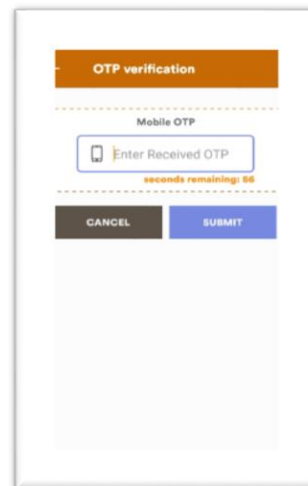 OTP verification
Mobile OTP
Enter Received OTP
seconds remaining: 56
CANCEL SUBMIT